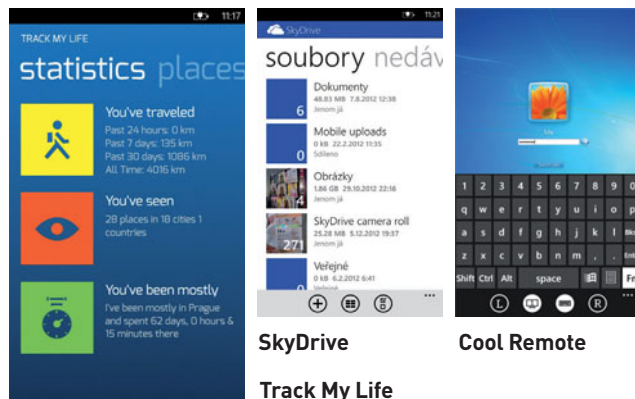 11:17
TRACK MY LIFE
statistics places
You've traveled
Past 24 hours: 0 km
Past 7 days: 135 km
Past 30 days: 1086 km
All Time: 4016 km
You've seen
28 places in 18 cities 1
countries
You've been mostly
I've been mostly in Prague
and spent 62 days, 0 hours &
15 minutes there
11:21
SkyDrive
soubory nedáv
6
Dokumenty
48.83 MB 7.8.2012 12:38
Jenom já
0
Mobile uploads
0 kB 22.2.2012 11:35
Sdíleno
4
Obrázky
1.86 GB 29.10.2012 22:16
Jenom já
271
SkyDrive camera roll
25.28 MB 5.12.2012 19:37
Jenom já
0
Veřejné
0 kB 6.2.2012 6:41
Veřejné
1 2 3 4 5 6 7 8 9 0
q w e r t y u i o p
a s d f g h j k l
z x c v b n m , .
Shift Ctrl Alt space
L R
SkyDrive
Cool Remote
Track My Life